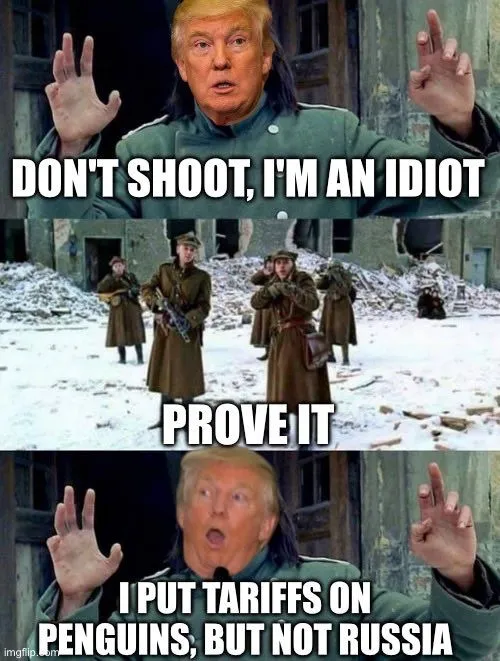 DON'T SHOOT, I'M AN IDIOT
PROVE IT
I PUT TARIFFS ON
PENGUINS, BUT NOT RUSSIA
imgflip.com